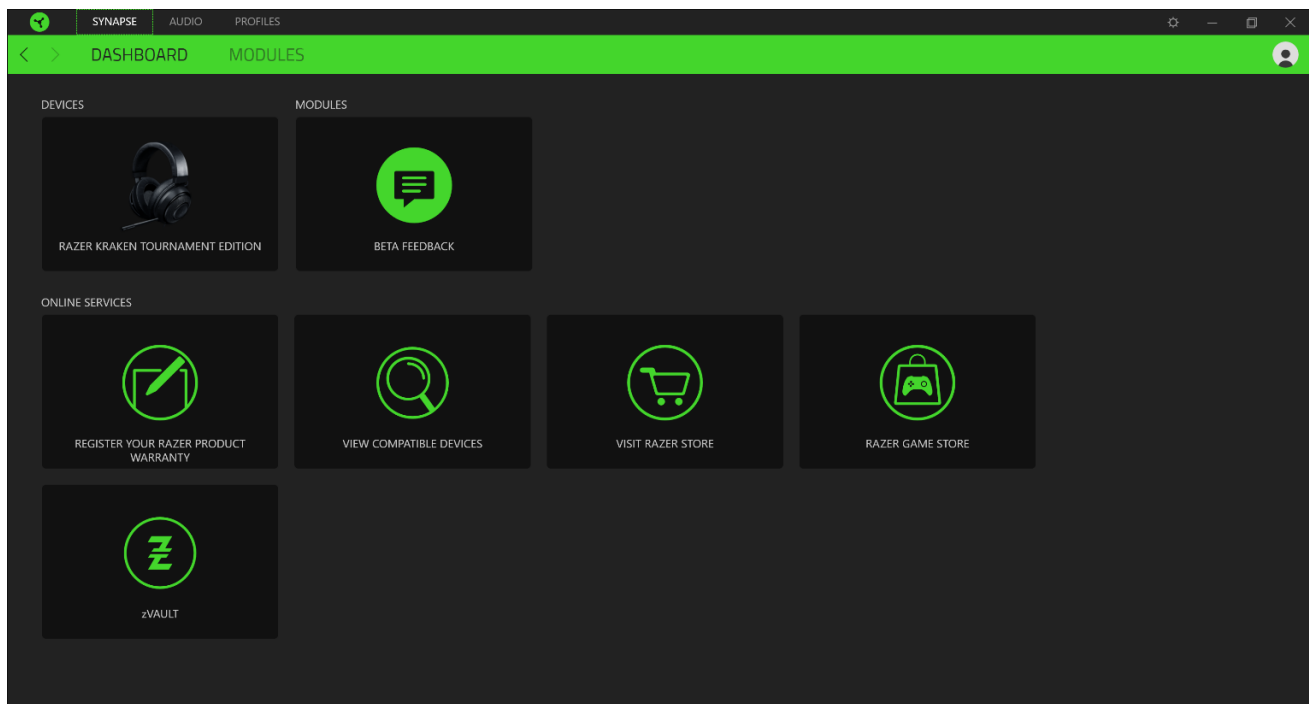 SYNAPSE AUDIO PROFILES
DASHBOARD MODULES
DEVICES MODULES
RAZER KRAKEN TOURNAMENT EDITION BETA FEEDBACK
ONLINE SERVICES
REGISTER YOUR RAZER PRODUCT
WARRANTY
VIEW COMPATIBLE DEVICES
VISIT RAZER STORE
RAZER GAME STORE
zVAULT